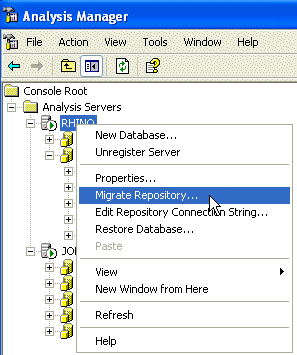 Analysis Manager
File Action View Tools Window Help
Console Root
Analysis Servers
RHINO
New Database...
Unregister Server
Properties...
Migrate Repository...
Edit Repository Connection String...
Restore Database...
Paste
View
New Window from Here
Refresh
Help